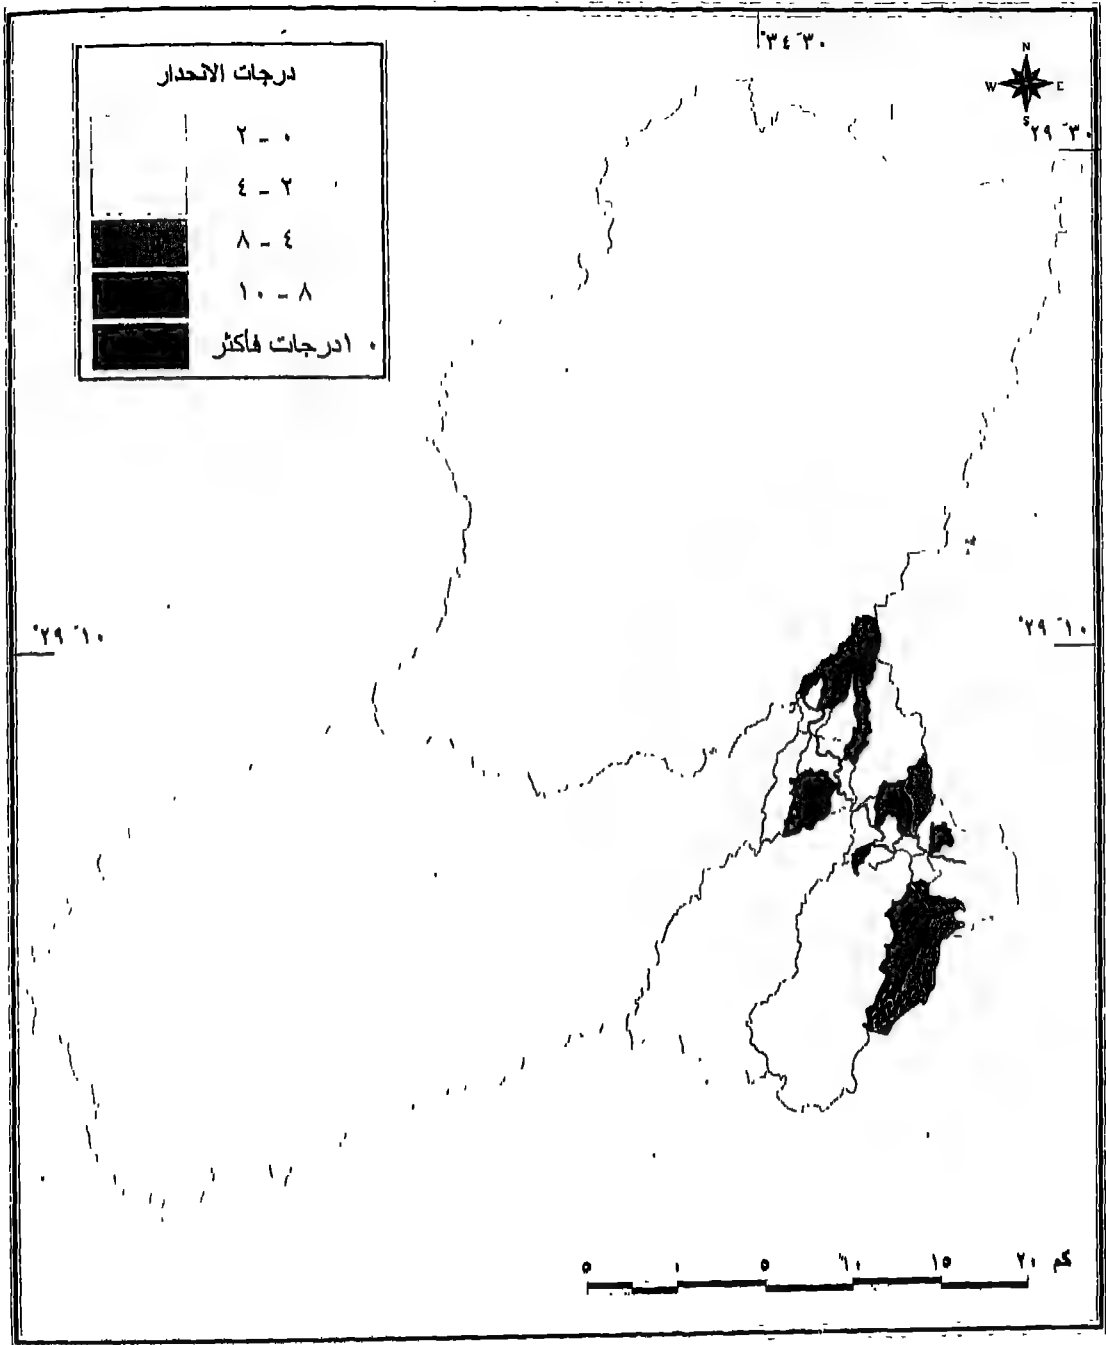 درجات الانحدار
٠ - ٢
٢ - ٤
٤ - ٨
٨ - ١٠
١٠ درجات فأكثر
٣٤° ٣٠
N
W E
S
٢٩° ٣٠
٢٩° ١٠
٢٩° ١٠
٥ ٠ ٥ ١٠ ١٥ ٢٠ كم